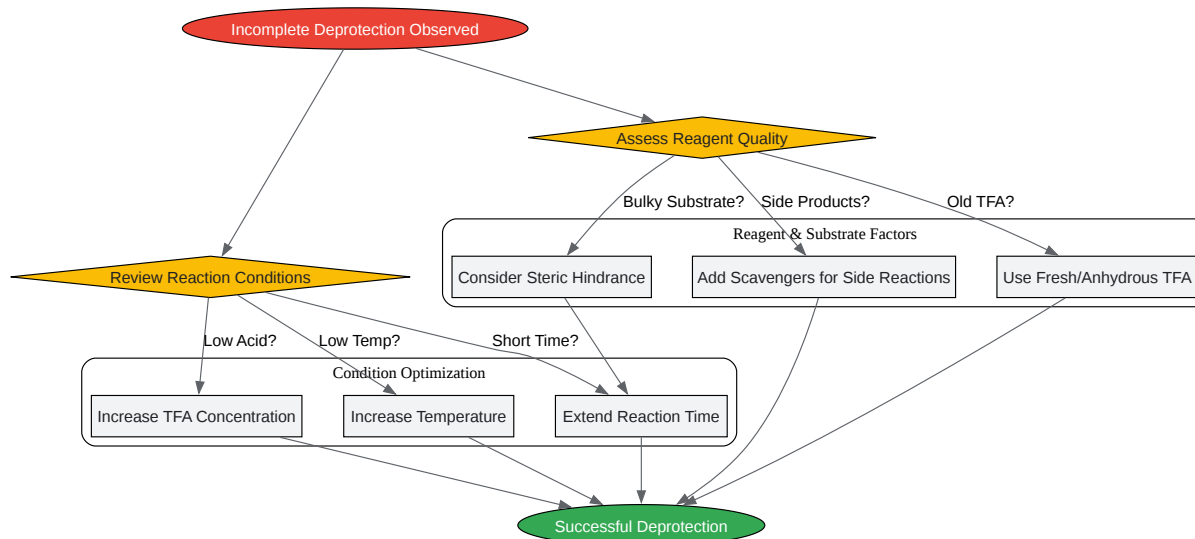 Incomplete Deprotection Observed
Assess Reagent Quality
Bulky Substrate?
Side Products?
Old TFA?
Reagent & Substrate Factors
Review Reaction Conditions
Consider Steric Hindrance
Add Scavengers for Side Reactions
Use Fresh/Anhydrous TFA
Low Acid?
Low Temp?
Short Time?
Condition Optimization
Increase TFA Concentration
Increase Temperature
Extend Reaction Time
Successful Deprotection